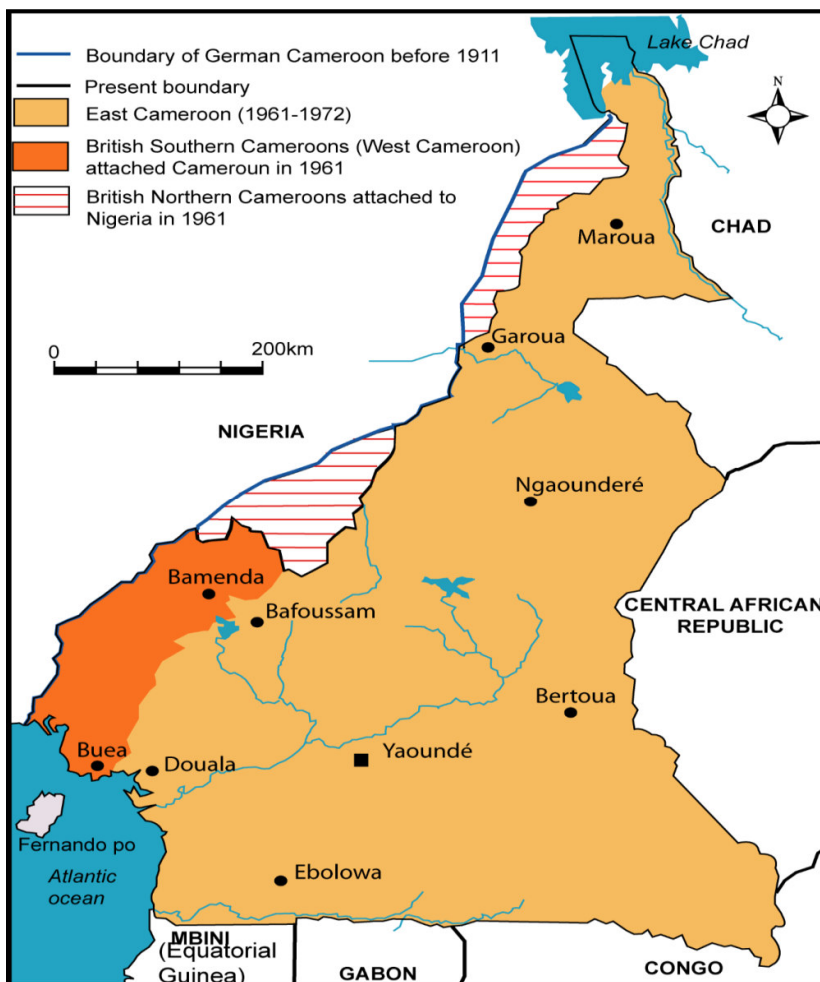 Boundary of German Cameroon before 1911
Present boundary
East Cameroon (1961-1972)
British Southern Cameroons (West Cameroon)
attached Cameroun in 1961
British Northern Cameroons attached to
Nigeria in 1961
Lake Chad
N
Maroua
CHAD
0
200km
Garoua
NIGERIA
Ngaounderé
Bamenda
Bafoussam
CENTRAL AFRICAN
REPUBLIC
Bertoua
Buea
Douala
Yaoundé
Fernando po
Atlantic
ocean
Ebolowa
MBINI
(Equatorial
Guinea)
GABON
CONGO